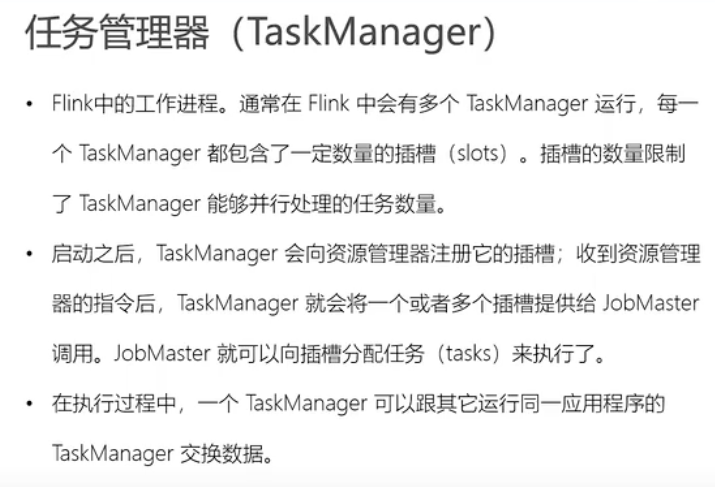 任务管理器（TaskManager）
• Flink中的工作进程。通常在 Flink 中会有多个 TaskManager 运行，每一
个 TaskManager 都包含了一定数量的插槽（slots）。插槽的数量限制
了 TaskManager 能够并行处理的任务数量。
• 启动之后，TaskManager 会向资源管理器注册它的插槽；收到资源管理
器的指令后，TaskManager 就会将一个或者多个插槽提供给 JobMaster
调用。JobMaster 就可以向插槽分配任务（tasks）来执行了。
• 在执行过程中，一个 TaskManager 可以跟其它运行同一应用程序的
TaskManager 交换数据。